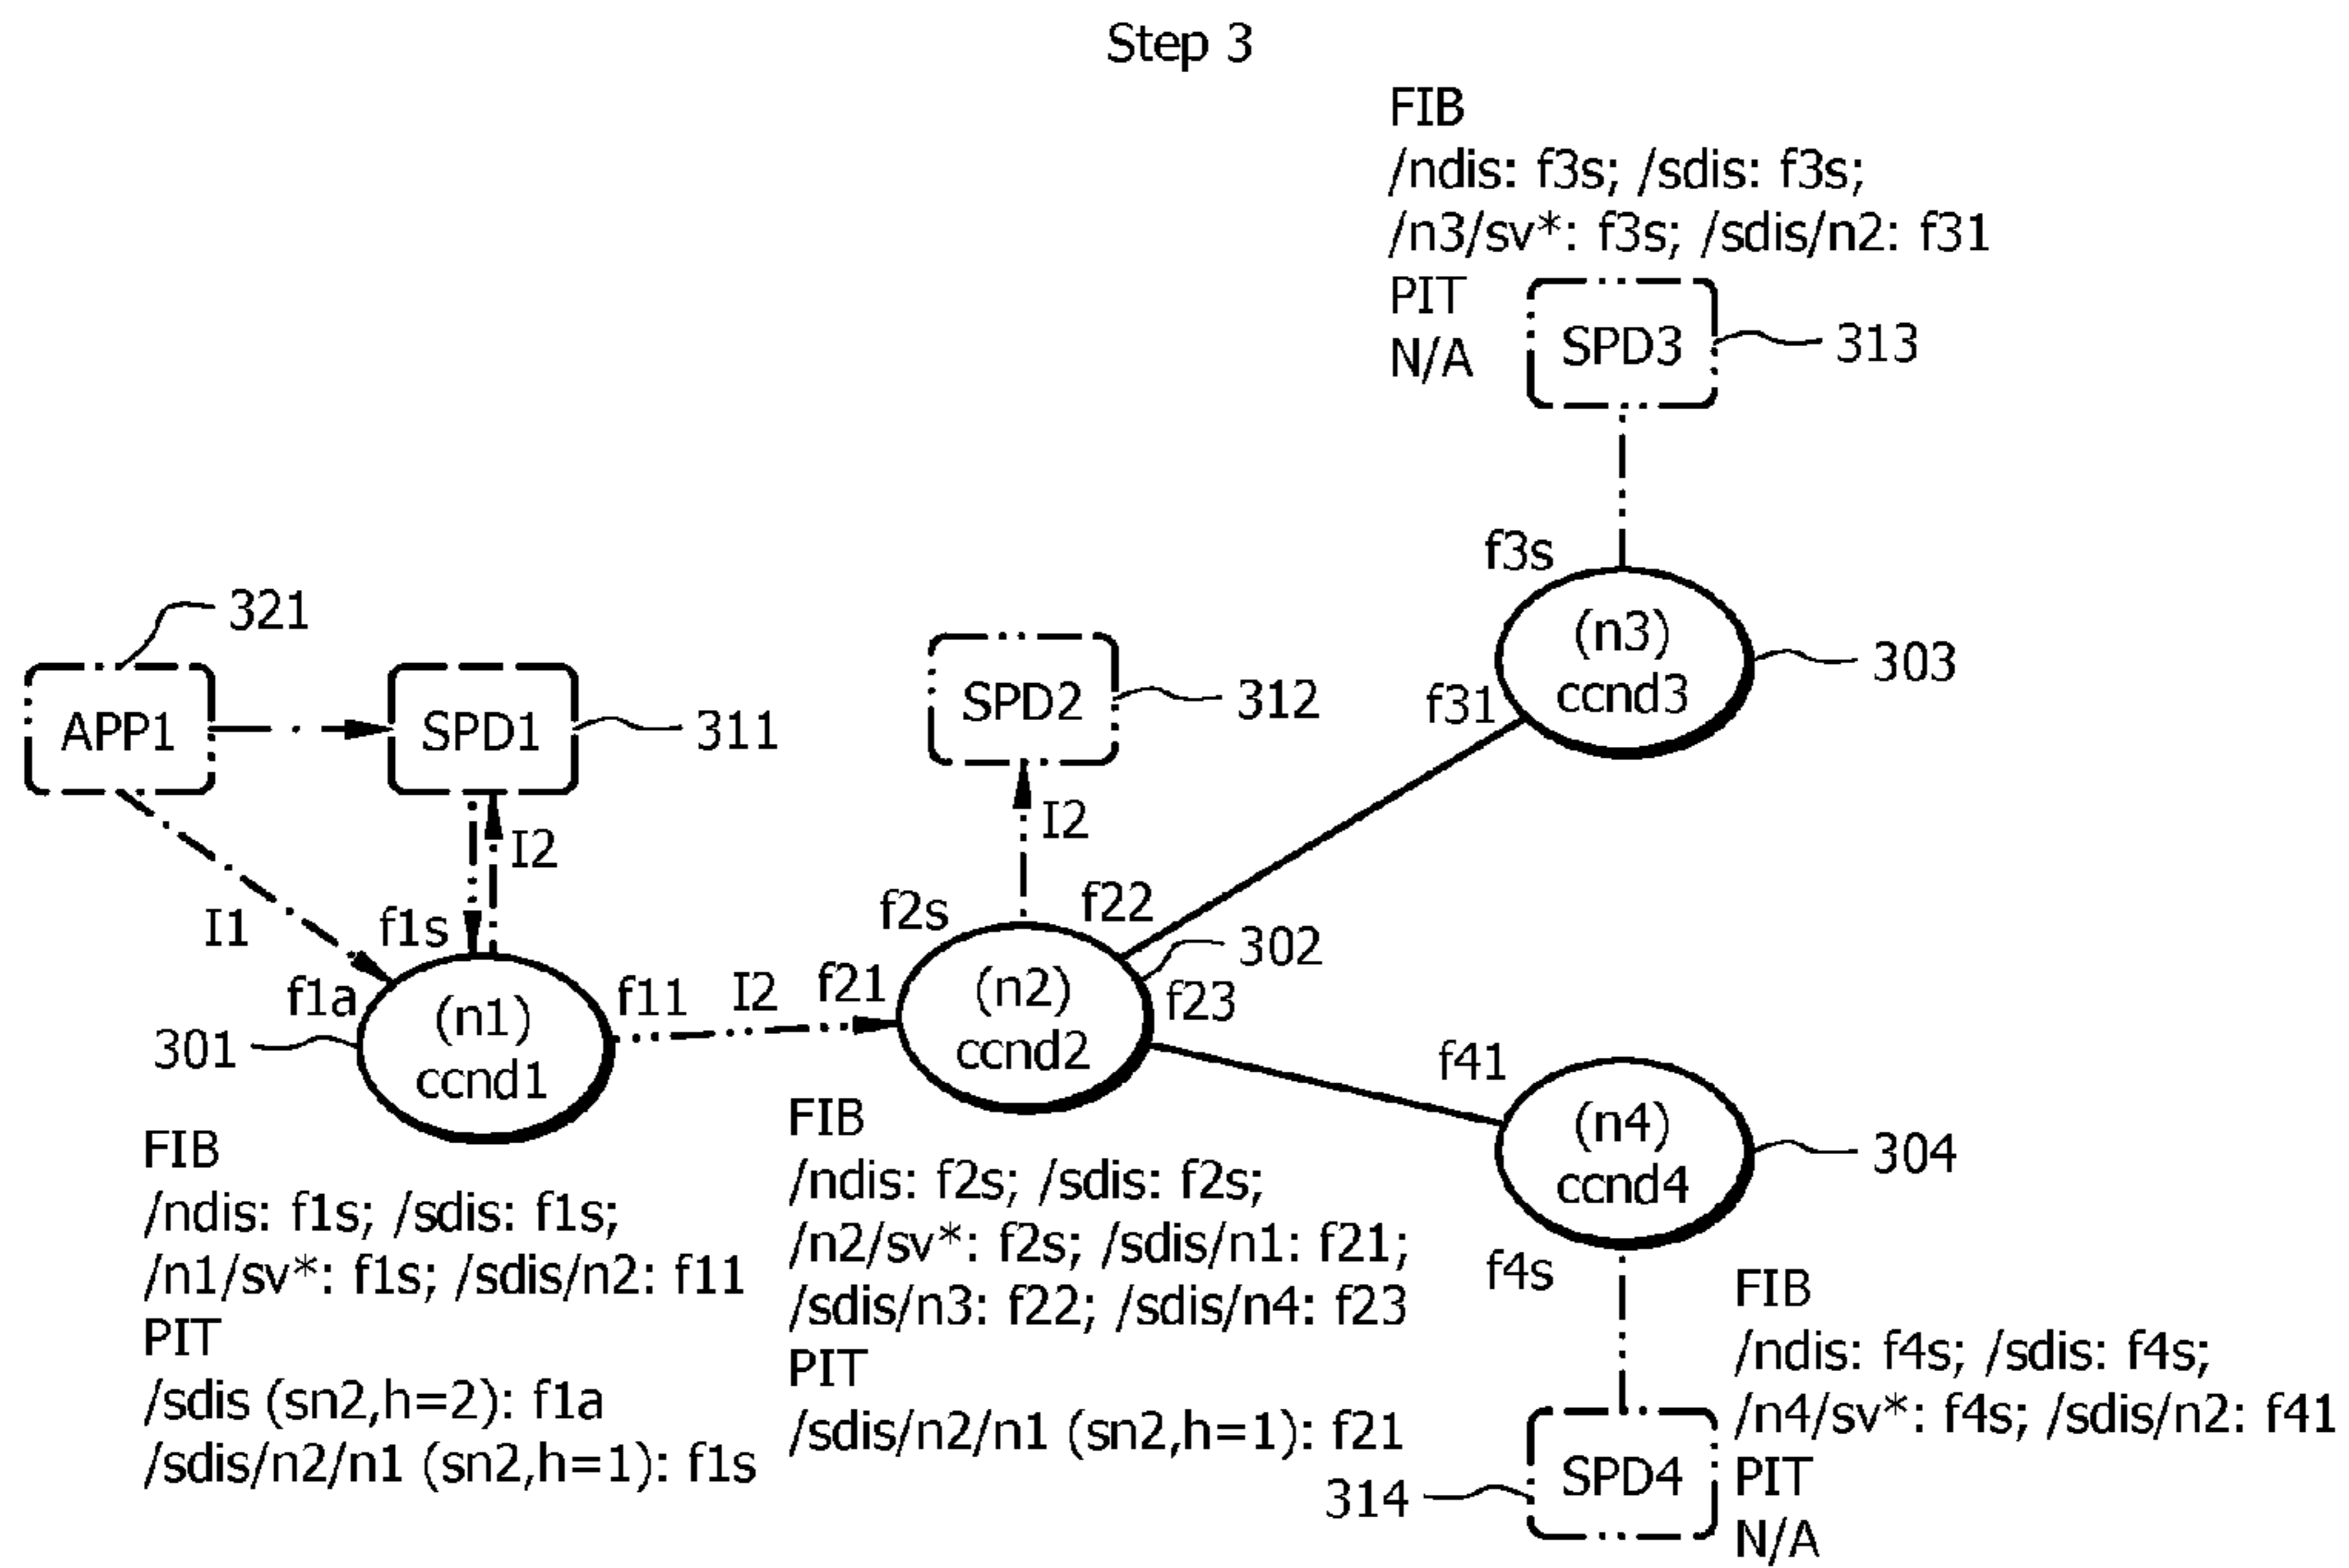 Step 3
FIB
/ndis: f3s; /sdis: f3s;
/n3/sv*: f3s; /sdis/n2: f31
PIT
N/A
SPD3
313
f3s
(n3)
ccnd3
303
f31
321
APP1
SPD1
311
SPD2
312
I2
I2
I1
f1s
f1a
(n1)
ccnd1
301
f11
I2
f21
f2s
f22
302
(n2)
ccnd2
f23
f41
(n4)
ccnd4
304
f4s
FIB
/ndis: f1s; /sdis: f1s;
/n1/sv*: f1s; /sdis/n2: f11
PIT
/sdis (sn2,h=2): f1a
/sdis/n2/n1 (sn2,h=1): f1s
FIB
/ndis: f2s; /sdis: f2s;
/n2/sv*: f2s; /sdis/n1: f21;
/sdis/n3: f22; /sdis/n4: f23
PIT
/sdis/n2/n1 (sn2,h=1): f21
FIB
/ndis: f4s; /sdis: f4s;
/n4/sv*: f4s; /sdis/n2: f41
PIT
N/A
SPD4
314